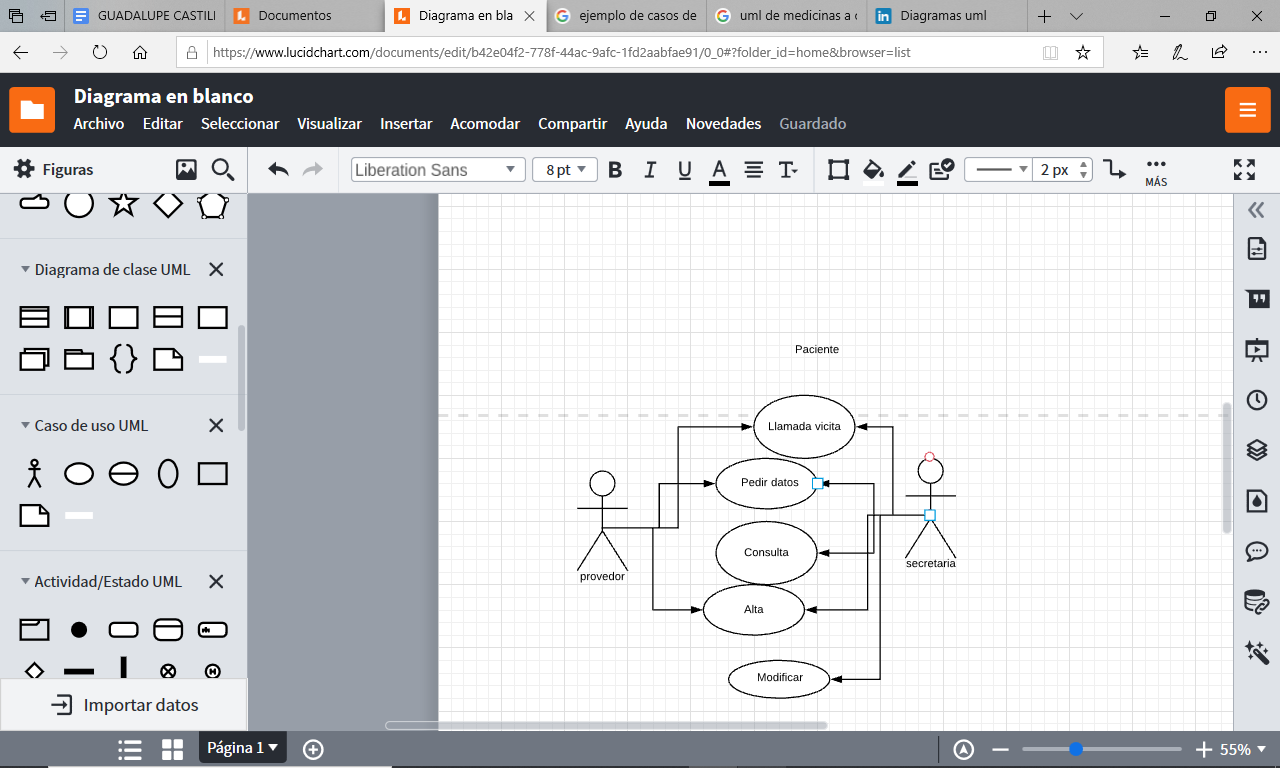 GUADALUPE CASTILI
Documentos
Diagrama en bla
ejemplo de casos de
uml de medicinas a c
Diagramas uml
https://www.lucidchart.com/documents/edit/b42e04f2-778f-44ac-9afc-1fd2aabfae91/0_0#?folder_id=home&browser=list
Diagrama en blanco
Archivo Editar Seleccionar Visualizar Insertar Acomodar Compartir Ayuda Novedades Guardado
Figuras
Liberation Sans 8 pt B I U A T 2 px MÁS
Diagrama de clase UML
Caso de uso UML
Actividad/Estado UML
Importar datos
Paciente
Llamada vicita
Pedir datos
Consulta
Alta
Modificar
provedor
secretaria
Página 1
55%